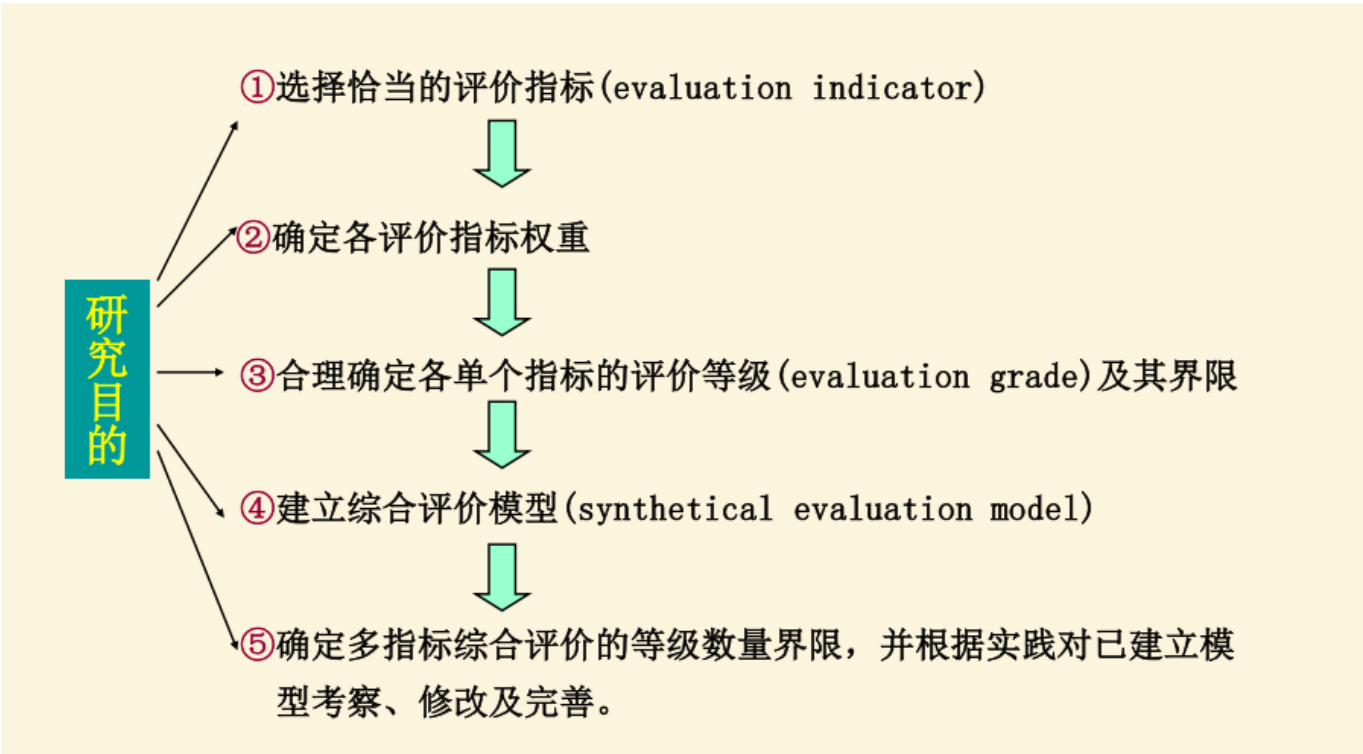 ①选择恰当的评价指标(evaluation indicator)
②确定各评价指标权重
研究目的
③合理确定各单个指标的评价等级(evaluation grade)及其界限
④建立综合评价模型(synthetical evaluation model)
⑤确定多指标综合评价的等级数量界限，并根据实践对已建立模
型考察、修改及完善。